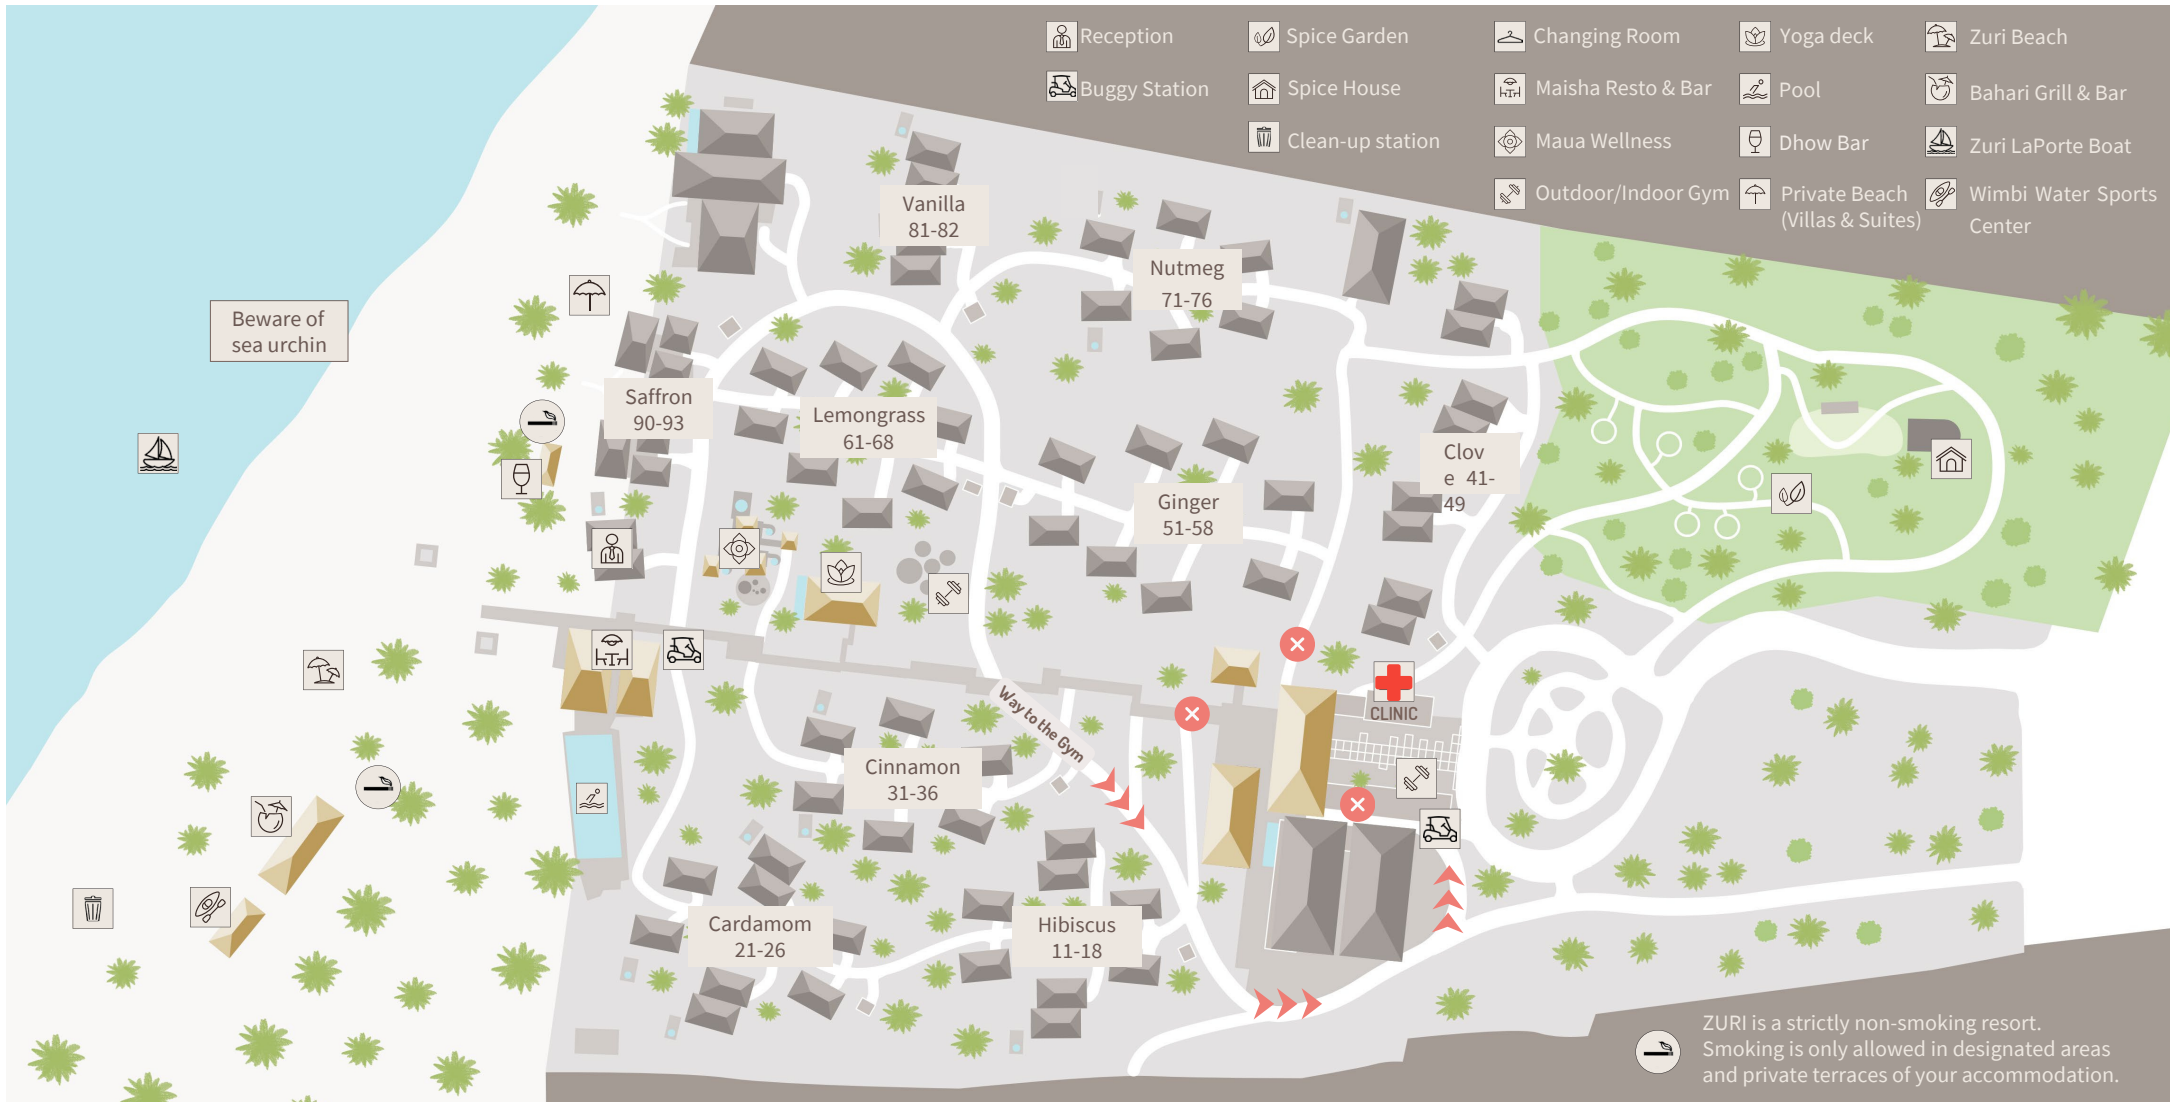 Reception
Buggy Station
Spice Garden
Spice House
Clean-up station
Changing Room
Maisha Resto & Bar
Maua Wellness
Outdoor/Indoor Gym
Yoga deck
Pool
Dhow Bar
Private Beach
(Villas & Suites)
Zuri Beach
Bahari Grill & Bar
Zuri LaPorte Boat
Wimbi Water Sports
Center
Vanilla
81-82
Nutmeg
71-76
Beware of
sea urchin
Saffron
90-93
Lemongrass
61-68
Clov
e 41-
49
Ginger
51-58
Way to the Gym
CLINIC
Cinnamon
31-36
Cardamom
21-26
Hibiscus
11-18
ZURI is a strictly non-smoking resort.
Smoking is only allowed in designated areas
and private terraces of your accommodation.